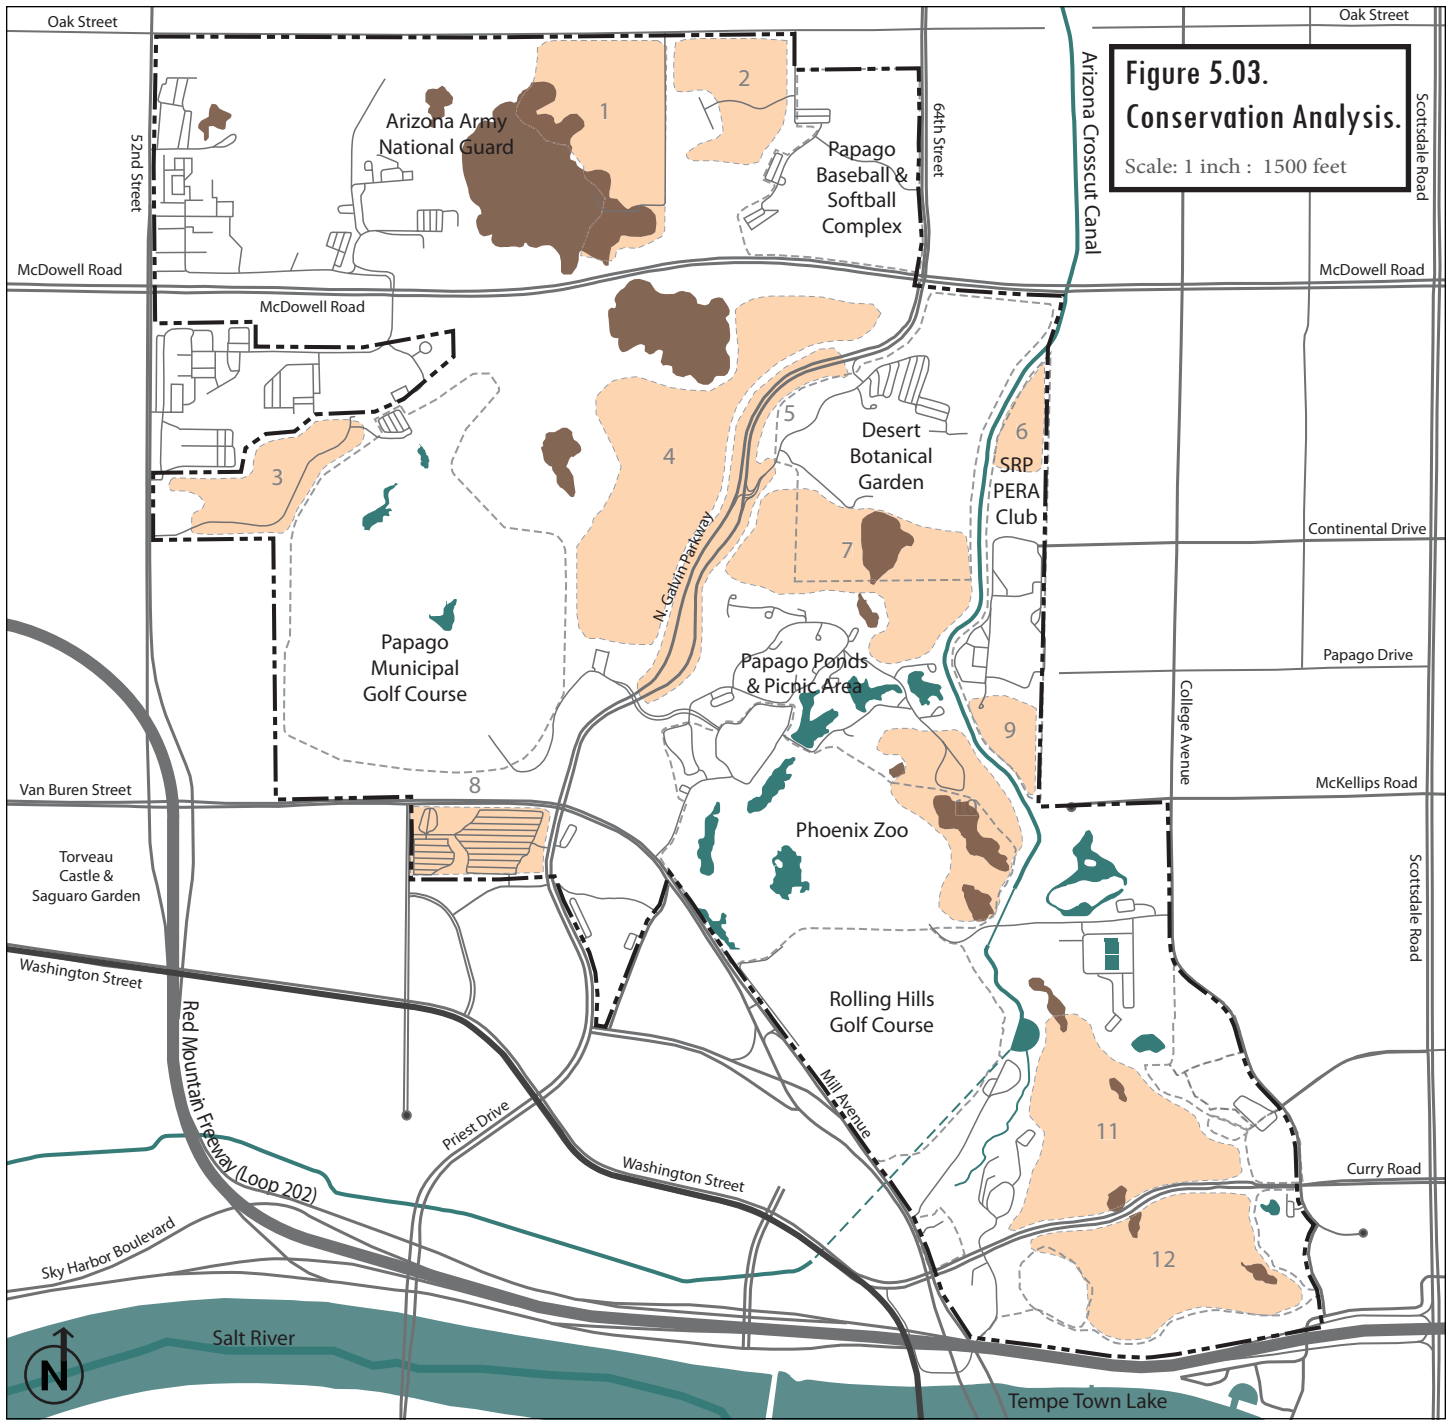 Oak Street
Oak Street
Figure 5.03.
Conservation Analysis.
Scale: 1 inch : 1500 feet
1
2
Arizona Army
National Guard
52nd Street
64th Street
Arizona Crosscut Canal
Scottsdale Road
Papago
Baseball &
Softball
Complex
McDowell Road
McDowell Road
McDowell Road
3
4
5
6
Desert
Botanical
Garden
SRP
PERA
Club
Continental Drive
7
N. Galvin Parkway
Papago
Municipal
Golf Course
Papago Ponds
& Picnic Area
Papago Drive
College Avenue
9
8
Van Buren Street
McKellips Road
10
Phoenix Zoo
Torveau
Castle &
Saguaro Garden
Scottsdale Road
Washington Street
Red Mountain Freeway (Loop 202)
Rolling Hills
Golf Course
Mill Avenue
Priest Drive
11
Washington Street
Curry Road
Sky Harbor Boulevard
12
Salt River
N
Tempe Town Lake